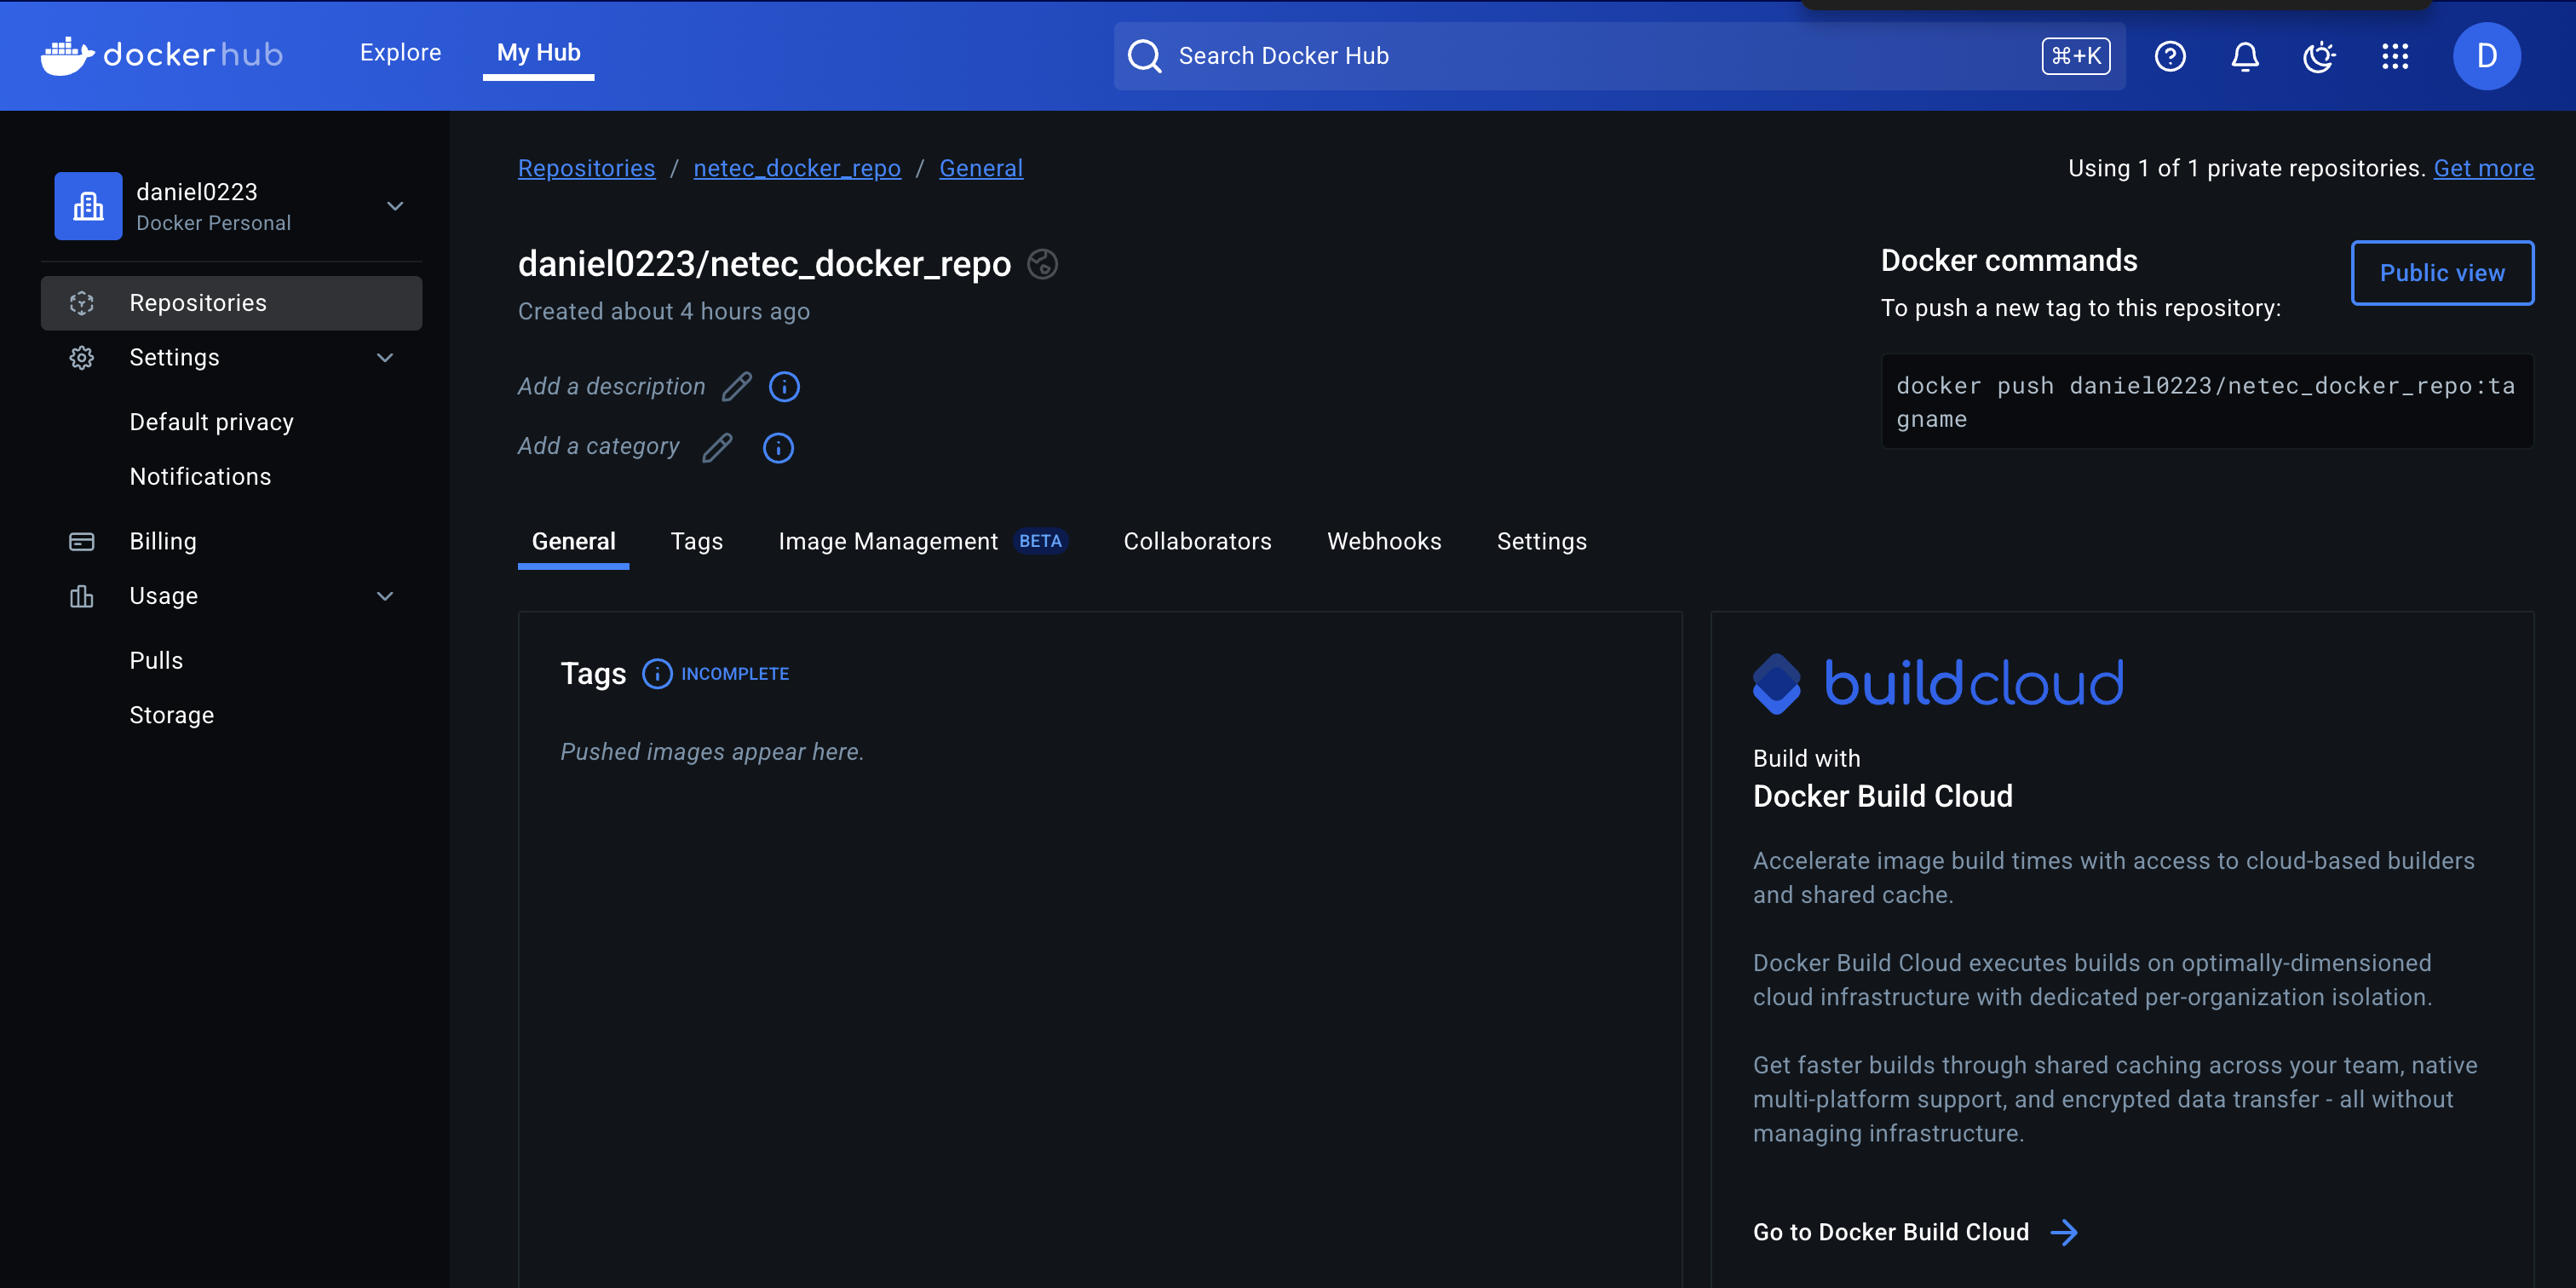 dockerhub
Explore
My Hub
Search Docker Hub
⌘+K
D
daniel0223
Docker Personal
Repositories
Settings
Default privacy
Notifications
Billing
Usage
Pulls
Storage
Repositories / netec_docker_repo / General
Using 1 of 1 private repositories. Get more
daniel0223/netec_docker_repo
Created about 4 hours ago
Add a description
Add a category
Docker commands
Public view
To push a new tag to this repository:
docker push daniel0223/netec_docker_repo:ta
gname
General
Tags
Image Management BETA
Collaborators
Webhooks
Settings
Tags INCOMPLETE
Pushed images appear here.
buildcloud
Build with
Docker Build Cloud
Accelerate image build times with access to cloud-based builders
and shared cache.
Docker Build Cloud executes builds on optimally-dimensioned
cloud infrastructure with dedicated per-organization isolation.
Get faster builds through shared caching across your team, native
multi-platform support, and encrypted data transfer - all without
managing infrastructure.
Go to Docker Build Cloud